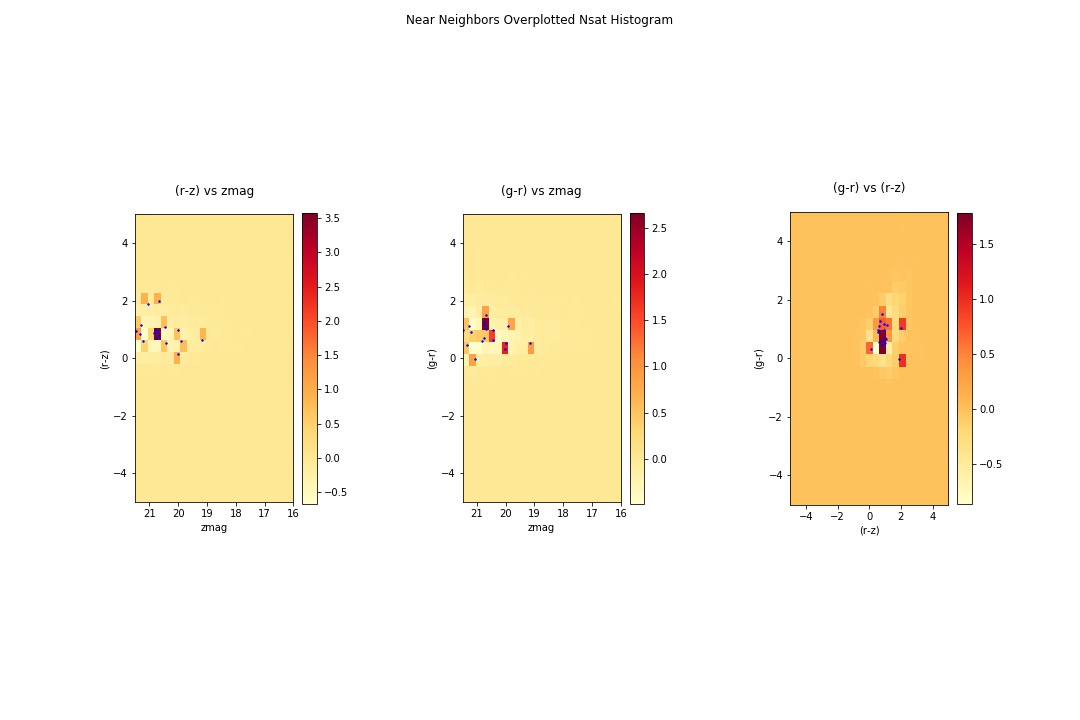 Near Neighbors Overplotted Nsat Histogram
(r-z) vs zmag
(g-r) vs zmag
(g-r) vs (r-z)
4
2
0
−2
−4
(r-z)
21 20 19 18 17 16
zmag
3.5
3.0
2.5
2.0
1.5
1.0
0.5
0.0
−0.5
4
2
0
−2
−4
(g-r)
21 20 19 18 17 16
zmag
2.5
2.0
1.5
1.0
0.5
0.0
4
2
0
−2
−4
(g-r)
−4 −2 0 2 4
(r-z)
1.5
1.0
0.5
0.0
−0.5